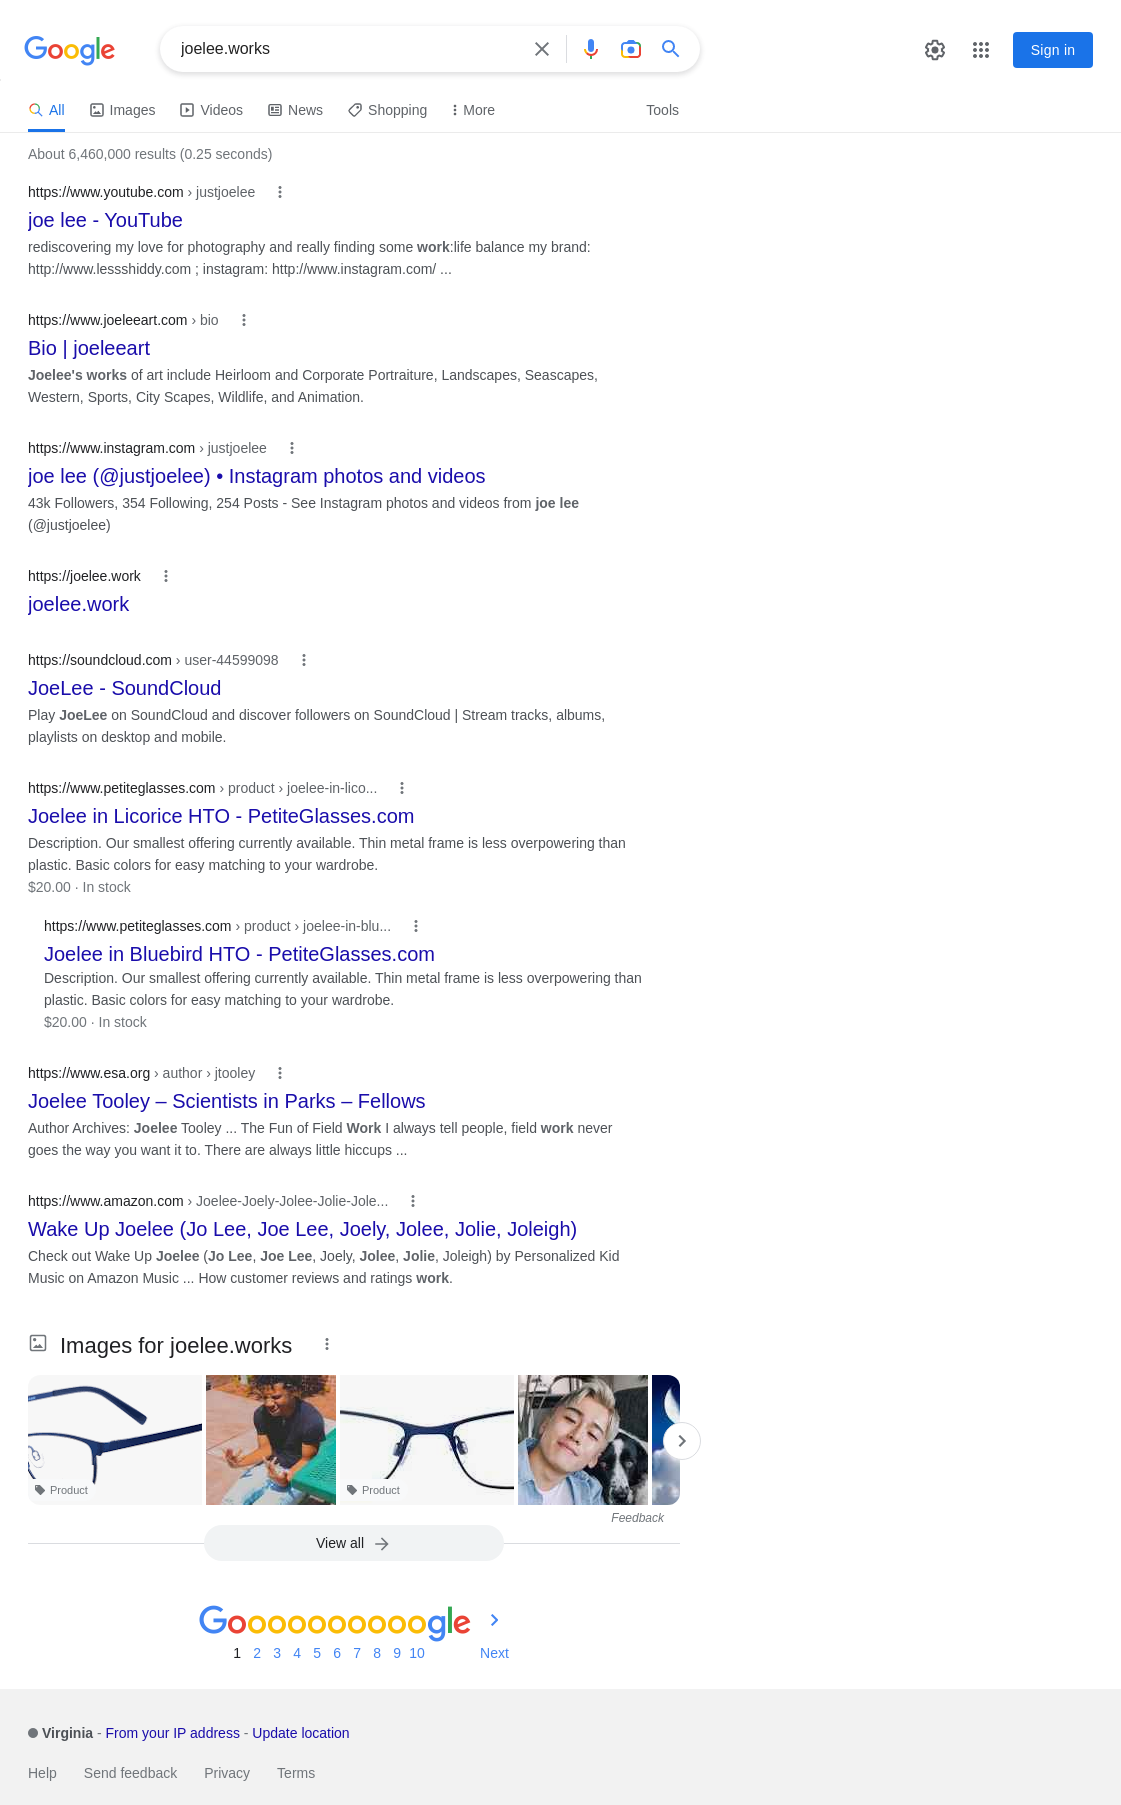 Google
joelee.works
Sign in
All Images Videos News Shopping More Tools
About 6,460,000 results (0.25 seconds)
https://www.youtube.com › justjoelee
joe lee - YouTube
rediscovering my love for photography and really finding some work:life balance my brand:
http://www.lessshiddy.com ; instagram: http://www.instagram.com/ ...
https://www.joeleeart.com › bio
Bio | joeleeart
Joelee's works of art include Heirloom and Corporate Portraiture, Landscapes, Seascapes,
Western, Sports, City Scapes, Wildlife, and Animation.
https://www.instagram.com › justjoelee
joe lee (@justjoelee) • Instagram photos and videos
43k Followers, 354 Following, 254 Posts - See Instagram photos and videos from joe lee
(@justjoelee)
https://joelee.work
joelee.work
https://soundcloud.com › user-44599098
JoeLee - SoundCloud
Play JoeLee on SoundCloud and discover followers on SoundCloud | Stream tracks, albums,
playlists on desktop and mobile.
https://www.petiteglasses.com › product › joelee-in-lico...
Joelee in Licorice HTO - PetiteGlasses.com
Description. Our smallest offering currently available. Thin metal frame is less overpowering than
plastic. Basic colors for easy matching to your wardrobe.
$20.00 · In stock
https://www.petiteglasses.com › product › joelee-in-blu...
Joelee in Bluebird HTO - PetiteGlasses.com
Description. Our smallest offering currently available. Thin metal frame is less overpowering than
plastic. Basic colors for easy matching to your wardrobe.
$20.00 · In stock
https://www.esa.org › author › jtooley
Joelee Tooley – Scientists in Parks – Fellows
Author Archives: Joelee Tooley ... The Fun of Field Work I always tell people, field work never
goes the way you want it to. There are always little hiccups ...
https://www.amazon.com › Joelee-Joely-Jolee-Jolie-Jole...
Wake Up Joelee (Jo Lee, Joe Lee, Joely, Jolee, Jolie, Joleigh)
Check out Wake Up Joelee (Jo Lee, Joe Lee, Joely, Jolee, Jolie, Joleigh) by Personalized Kid
Music on Amazon Music ... How customer reviews and ratings work.
Images for joelee.works
Product Product
Feedback
View all
Goooooooooogle
1 2 3 4 5 6 7 8 9 10 Next
Virginia - From your IP address - Update location
Help Send feedback Privacy Terms